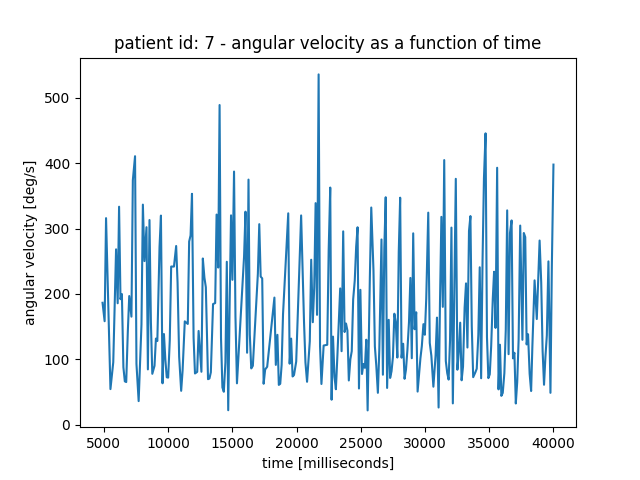 patient id: 7 - angular velocity as a function of time
500
400
300
200
100
0
angular velocity [deg/s]
5000 10000 15000 20000 25000 30000 35000 40000
time [milliseconds]